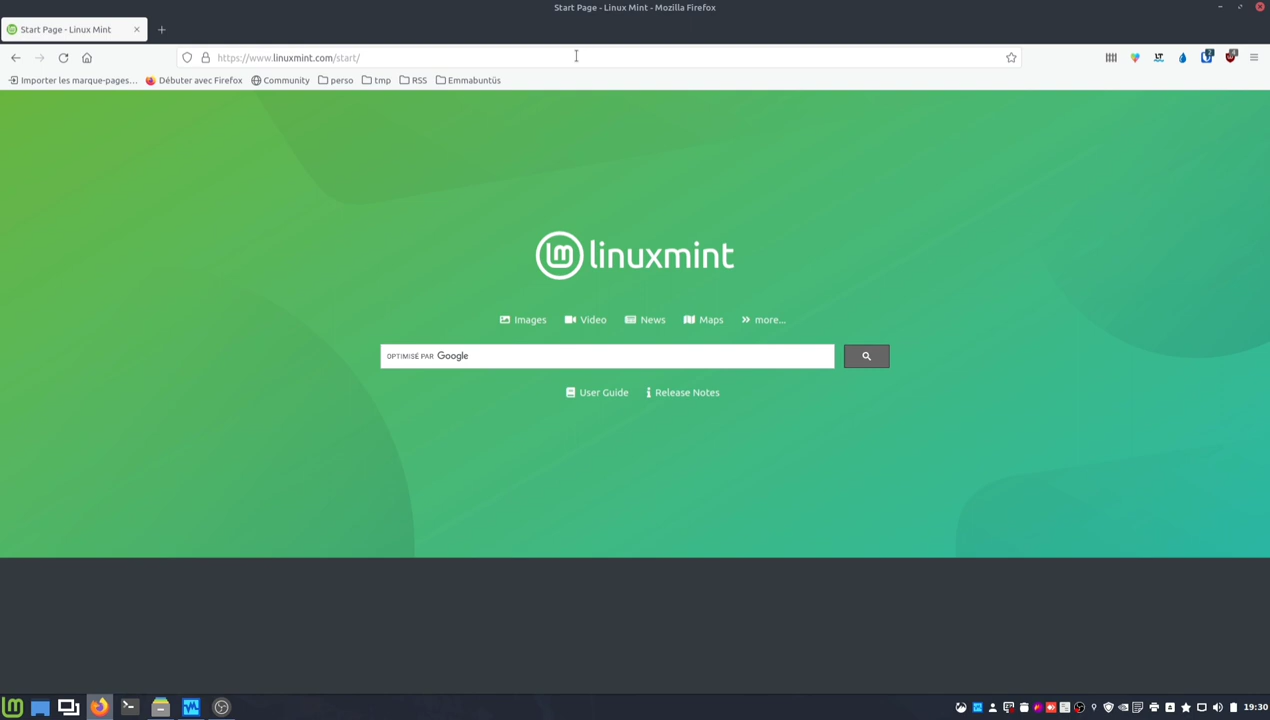 Start Page - Linux Mint - Mozilla Firefox
Start Page - Linux Mint
https://www.linuxmint.com/start/
Importer les marque-pages… Débuter avec Firefox Community perso tmp RSS Emmabuntüs
linuxmint
Images Video News Maps more...
OPTIMISÉ PAR Google
User Guide Release Notes
19:30